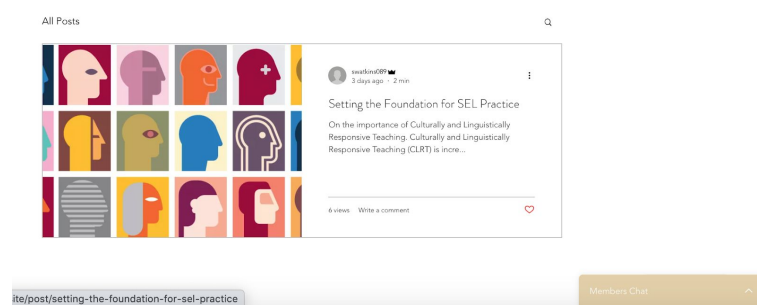 All Posts
swatkins089
3 days ago · 2 min
Setting the Foundation for SEL Practice
On the importance of Culturally and Linguistically
Responsive Teaching. Culturally and Linguistically
Responsive Teaching (CLRT) is incre...
6 views Write a comment
ite/post/setting-the-foundation-for-sel-practice
Members Chat